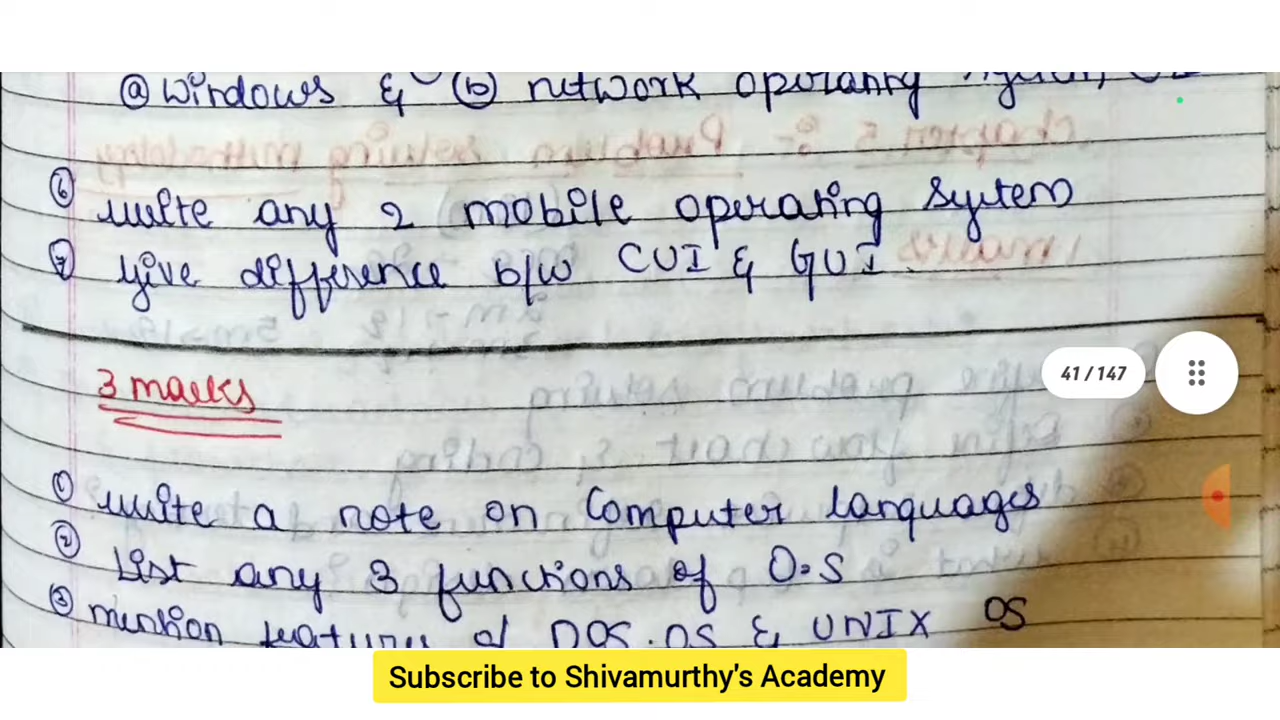 ⓐ windows & ⓑ network operating
⑥ write any 2 mobile operating system
⑦ give difference b/w CUI & GUI.
3 marks
41 / 147
① write a note on Computer languages
② List any 3 functions of O.S
③ mention features of DOS.OS & UNIX OS
Subscribe to Shivamurthy's Academy